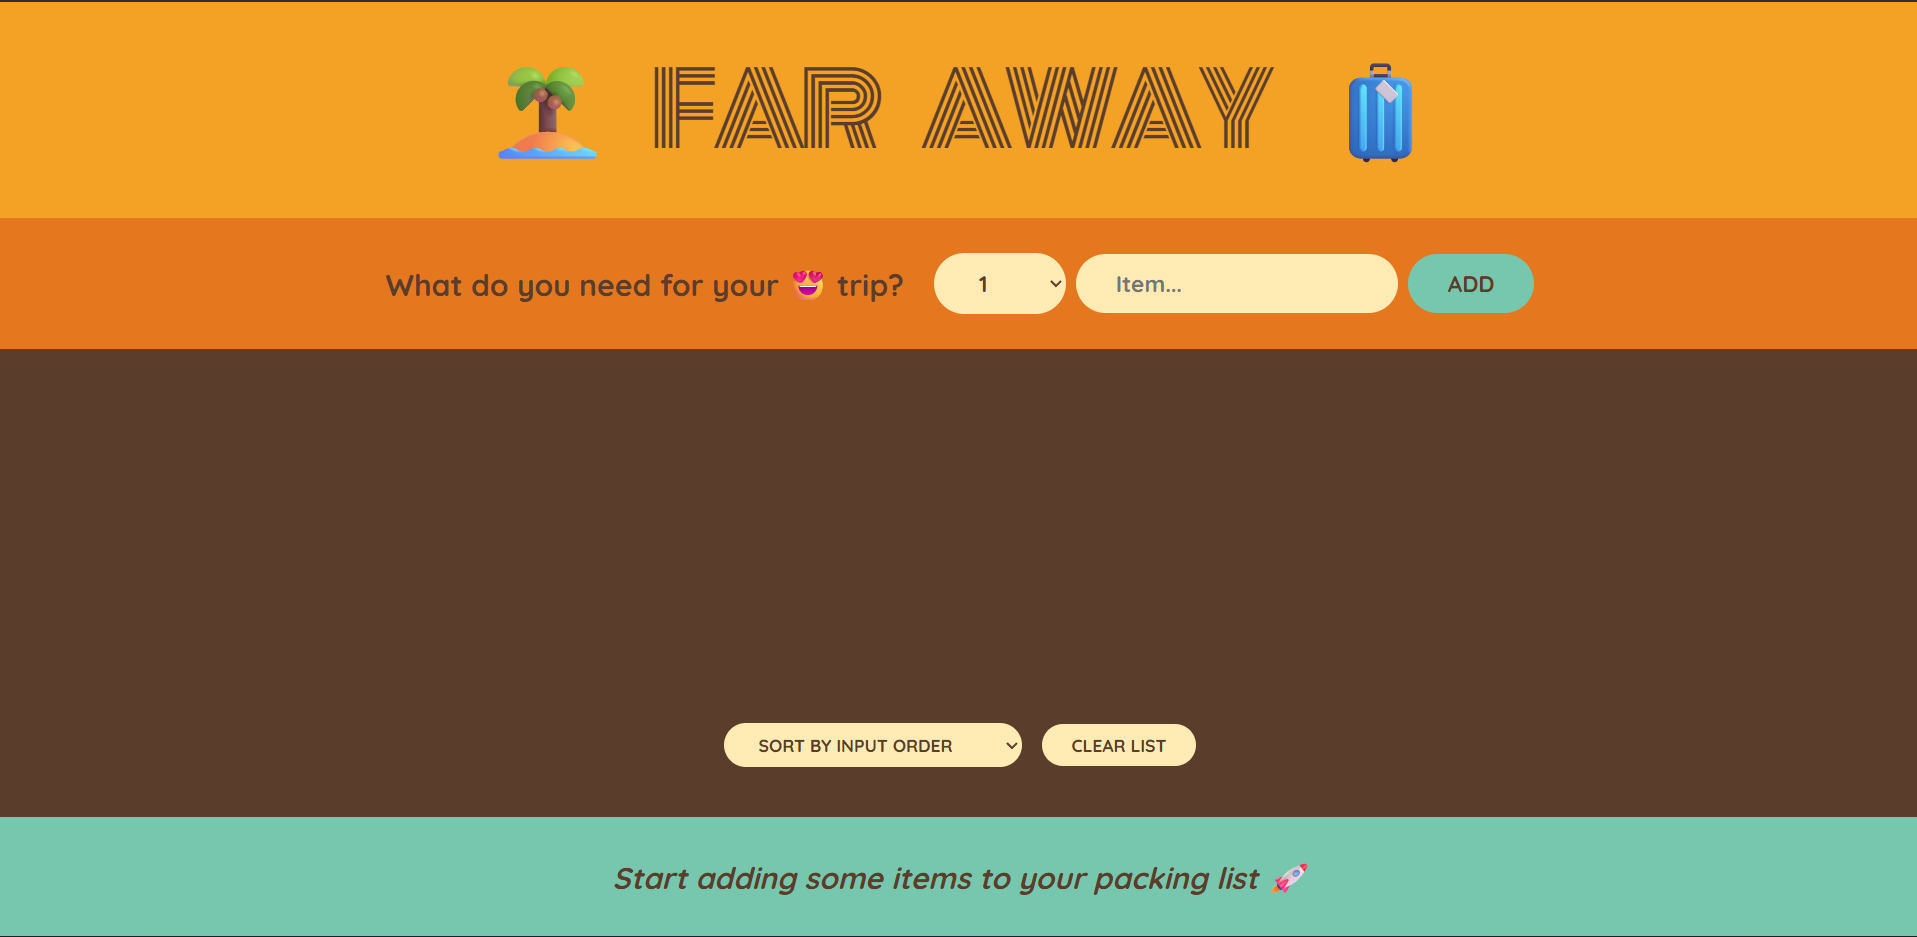 🏝️ FAR AWAY 🧳
What do you need for your 😍 trip?
1
Item...
ADD
SORT BY INPUT ORDER
CLEAR LIST
Start adding some items to your packing list 🚀